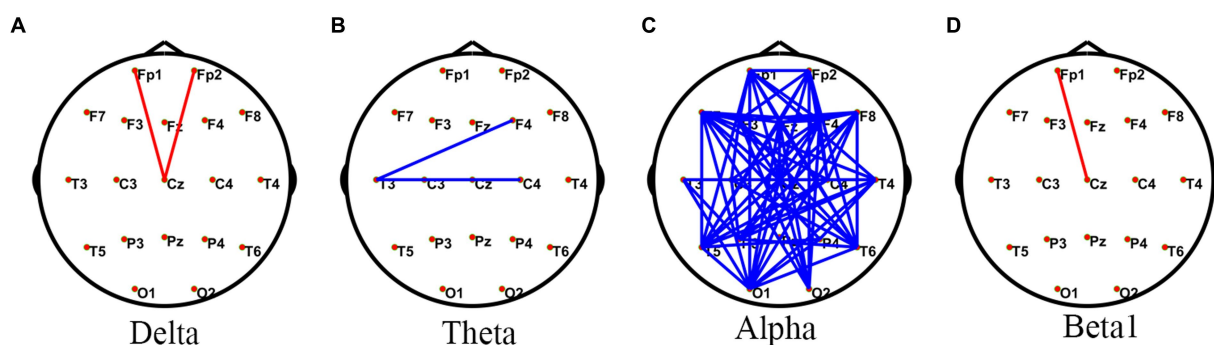 A B C D
Fp1 Fp2
F7 F3 Fz F4 F8
T3 C3 Cz C4 T4
T5 P3 Pz P4 T6
O1 O2
Delta
Fp1 Fp2
F7 F3 Fz F4 F8
T3 C3 Cz C4 T4
T5 P3 Pz P4 T6
O1 O2
Theta
Fp1 Fp2
F4 F8
T3 C4 T4
T5 P4 T6
O1 O2
Alpha
Fp1 Fp2
F7 F3 Fz F4 F8
T3 C3 Cz C4 T4
T5 P3 Pz P4 T6
O1 O2
Beta1